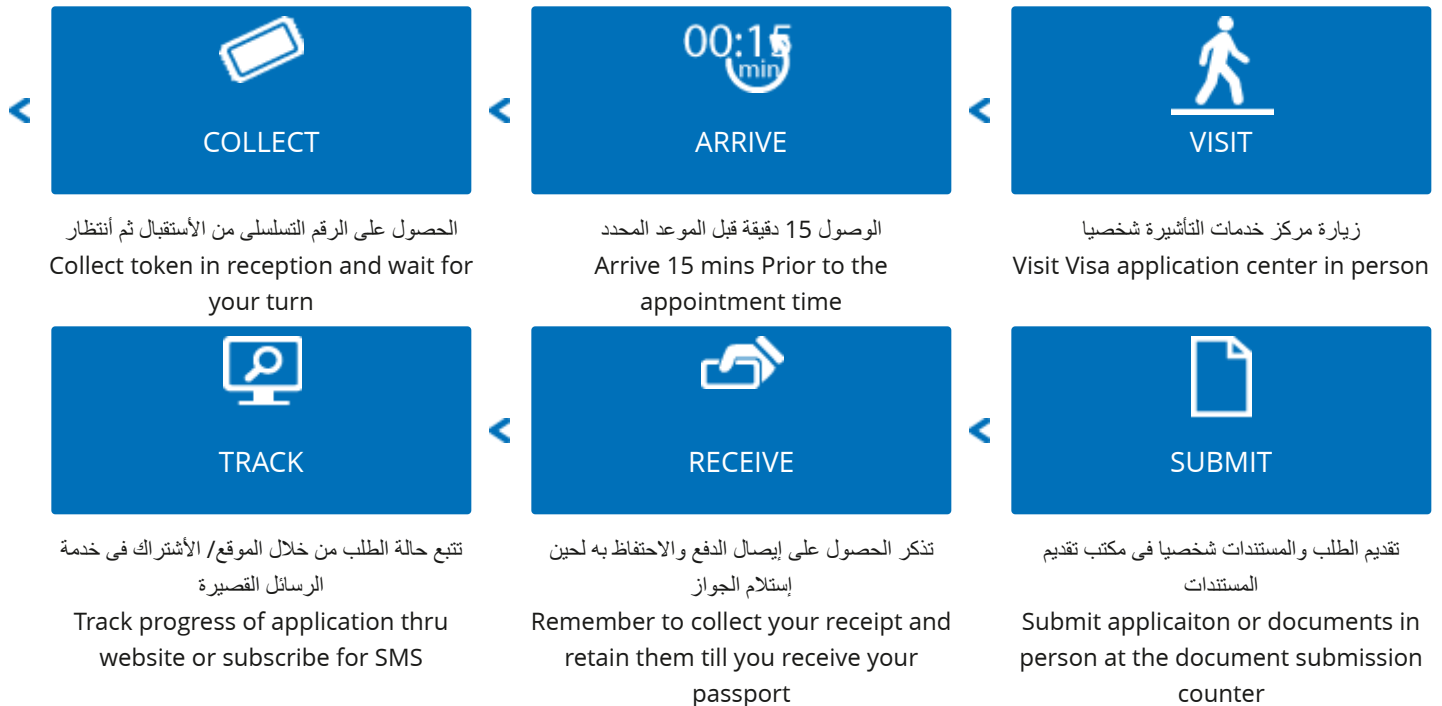 VISIT
زيارة مركز خدمات التأشيرة شخصيا
Visit Visa application center in person
00:15
min
ARRIVE
الوصول 15 دقيقة قبل الموعد المحدد
Arrive 15 mins Prior to the
appointment time
COLLECT
الحصول على الرقم التسلسلى من الأستقبال ثم أنتظار
Collect token in reception and wait for
your turn
SUBMIT
تقديم الطلب والمستندات شخصيا فى مكتب تقديم
المستندات
Submit applicaiton or documents in
person at the document submission
counter
RECEIVE
تذكر الحصول على إيصال الدفع والاحتفاظ به لحين
إستلام الجواز
Remember to collect your receipt and
retain them till you receive your
passport
TRACK
تتبع حالة الطلب من خلال الموقع/ الأشتراك فى خدمة
الرسائل القصيرة
Track progress of application thru
website or subscribe for SMS